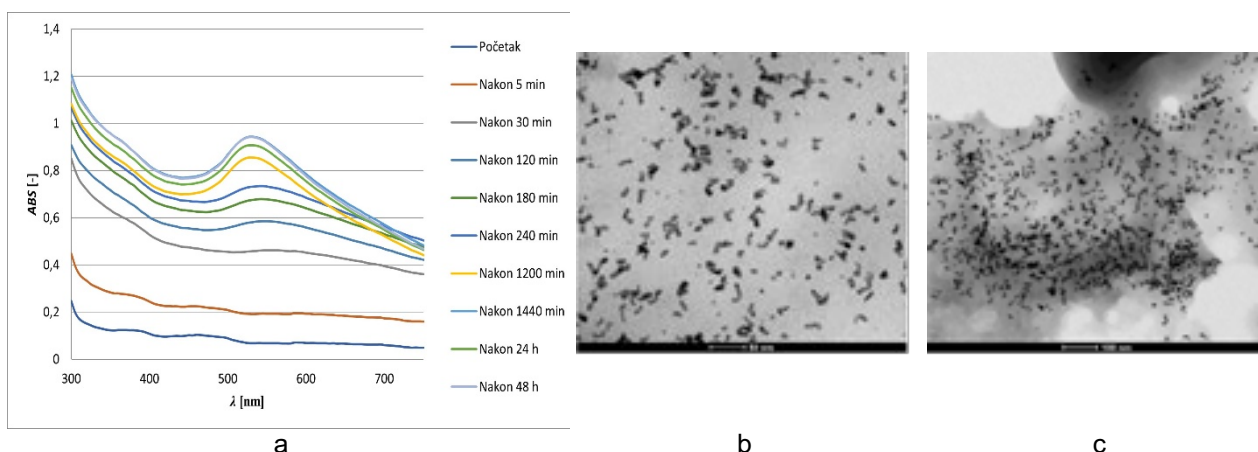 1,4
1,2
1
0,8
0,6
0,4
0,2
0
ABS [-]
300 400 500 600 700
λ [nm]
Početak
Nakon 5 min
Nakon 30 min
Nakon 120 min
Nakon 180 min
Nakon 240 min
Nakon 1200 min
Nakon 1440 min
Nakon 24 h
Nakon 48 h
a b c